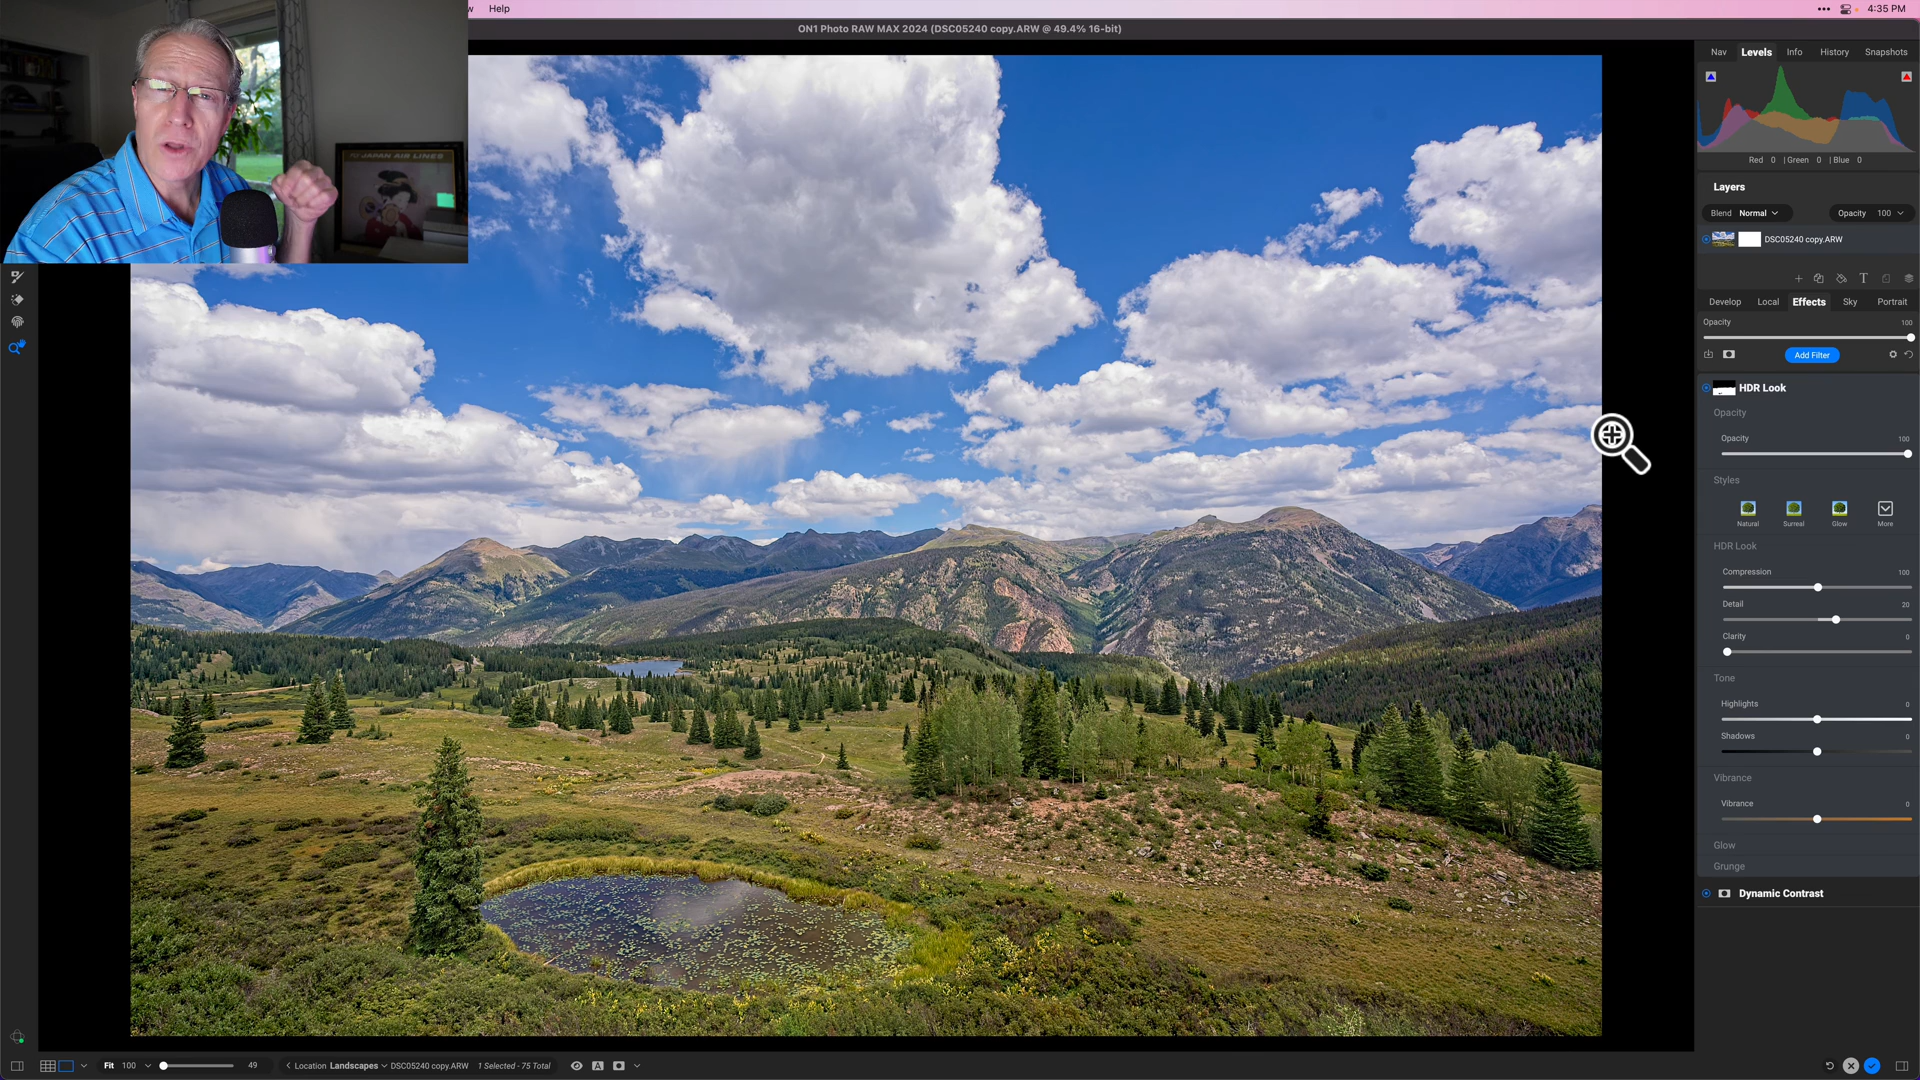 w Help
4:35 PM
ON1 Photo RAW MAX 2024 (DSC05240 copy.ARW @ 49.4% 16-bit)
JAPAN AIR LINES
Nav Levels Info History Snapshots
Red 0 | Green 0 | Blue 0
Layers
Blend Normal Opacity 100
DSC05240 copy.ARW
T
Develop Local Effects Sky Portrait
Opacity 100
Add Filter
HDR Look
Opacity
Opacity 100
Styles
Natural Surreal Glow More
HDR Look
Compression 100
Detail 20
Clarity 0
Tone
Highlights 0
Shadows 0
Vibrance
Vibrance 0
Glow
Grunge
Dynamic Contrast
Fit 100 49 Location Landscapes DSC05240 copy.ARW 1 Selected - 75 Total A